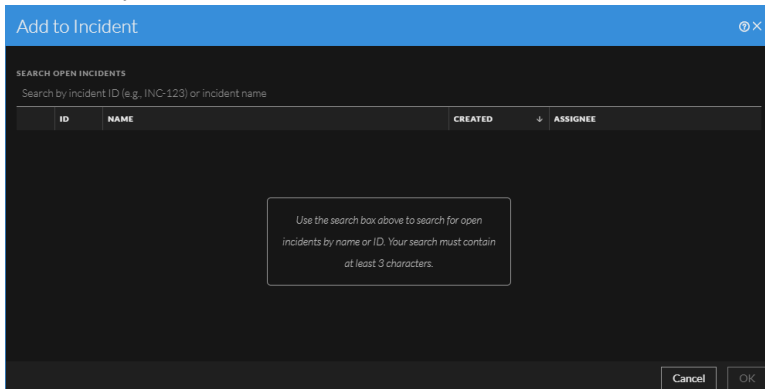 Add to Incident
SEARCH OPEN INCIDENTS
Search by incident ID (e.g., INC-123) or incident name
ID NAME CREATED ASSIGNEE
Use the search box above to search for open
incidents by name or ID. Your search must contain
at least 3 characters.
Cancel OK